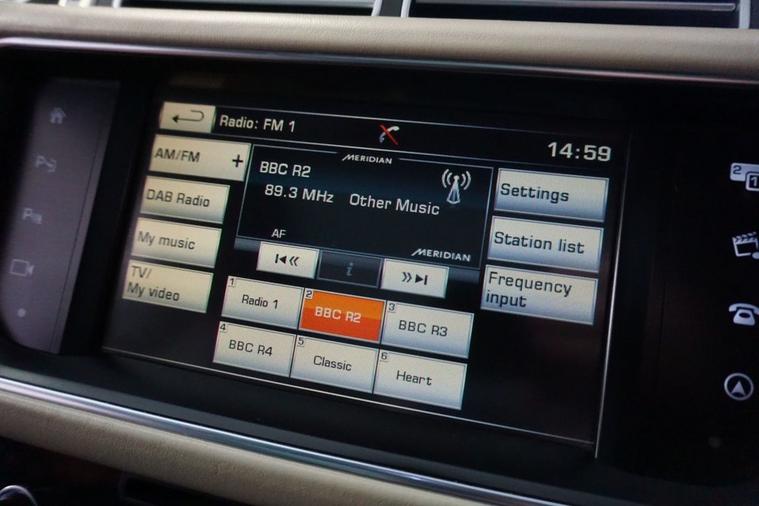 Radio: FM 1
14:59
AM/FM +
DAB Radio
My music
TV/
My video
MERIDIAN
BBC R2
89.3 MHz Other Music
AF
MERIDIAN
i
Settings
Station list
Frequency
input
1 Radio 1
2 BBC R2
3 BBC R3
4 BBC R4
5 Classic
6 Heart
2
1